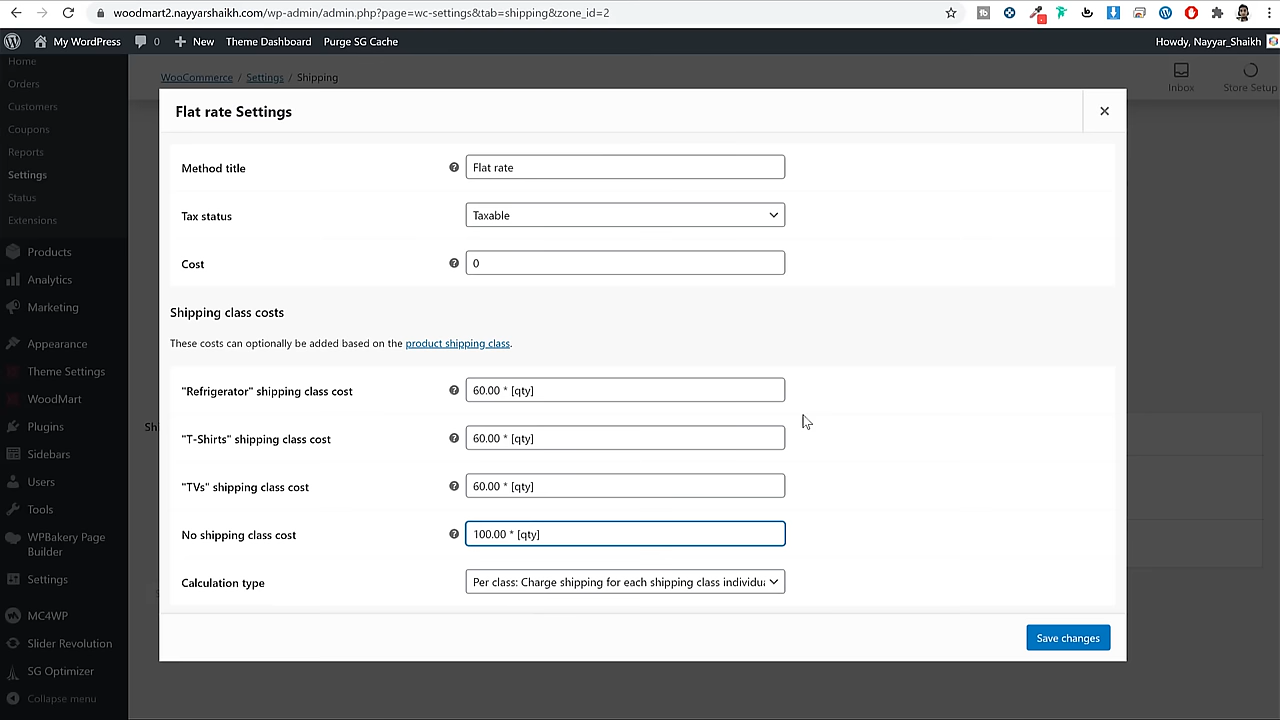 woodmart2.nayyarshaikh.com/wp-admin/admin.php?page=wc-settings&tab=shipping&zone_id=2
My WordPress 0 New Theme Dashboard Purge SG Cache Howdy, Nayyar_Shaikh
Home
Orders
Customers
Coupons
Reports
Settings
Status
Extensions
Products
Analytics
Marketing
Appearance
Theme Settings
WoodMart
Plugins
Sidebars
Users
Tools
WPBakery Page
Builder
Settings
MC4WP
Slider Revolution
SG Optimizer
Collapse menu
WooCommerce / Settings / Shipping
Inbox
Store Setup
Sh
Flat rate Settings
Method title
Flat rate
Tax status
Taxable
Cost
0
Shipping class costs
These costs can optionally be added based on the product shipping class.
"Refrigerator" shipping class cost
60.00 * [qty]
"T-Shirts" shipping class cost
60.00 * [qty]
"TVs" shipping class cost
60.00 * [qty]
No shipping class cost
100.00 * [qty]
Calculation type
Per class: Charge shipping for each shipping class individua
Save changes